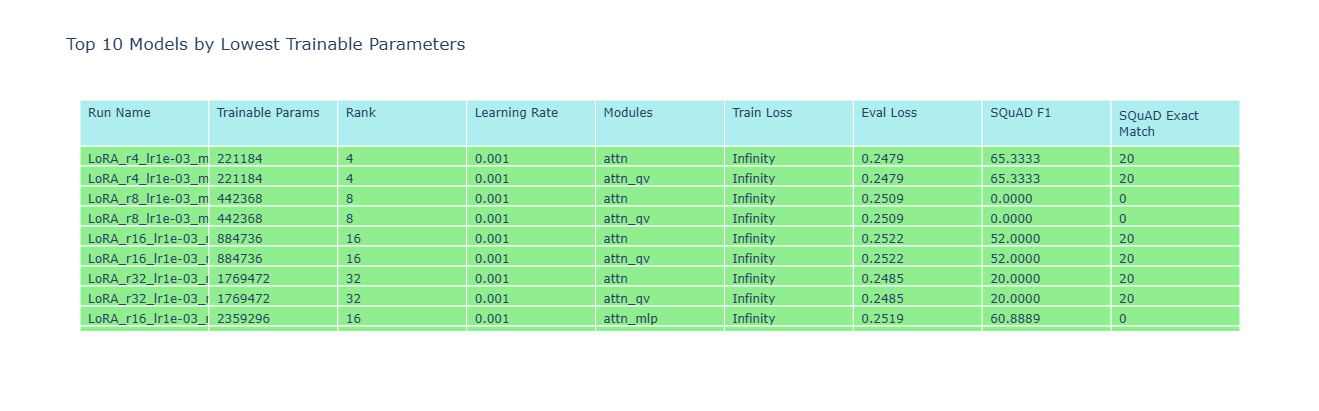 Top 10 Models by Lowest Trainable Parameters
Run Name Trainable Params Rank Learning Rate Modules Train Loss Eval Loss SQuAD F1 SQuAD Exact Match
LoRA_r4_lr1e-03_m 221184 4 0.001 attn Infinity 0.2479 65.3333 20
LoRA_r4_lr1e-03_m 221184 4 0.001 attn_qv Infinity 0.2479 65.3333 20
LoRA_r8_lr1e-03_m 442368 8 0.001 attn Infinity 0.2509 0.0000 0
LoRA_r8_lr1e-03_m 442368 8 0.001 attn_qv Infinity 0.2509 0.0000 0
LoRA_r16_lr1e-03_ 884736 16 0.001 attn Infinity 0.2522 52.0000 20
LoRA_r16_lr1e-03_ 884736 16 0.001 attn_qv Infinity 0.2522 52.0000 20
LoRA_r32_lr1e-03_ 1769472 32 0.001 attn Infinity 0.2485 20.0000 20
LoRA_r32_lr1e-03_ 1769472 32 0.001 attn_qv Infinity 0.2485 20.0000 20
LoRA_r16_lr1e-03_ 2359296 16 0.001 attn_mlp Infinity 0.2519 60.8889 0